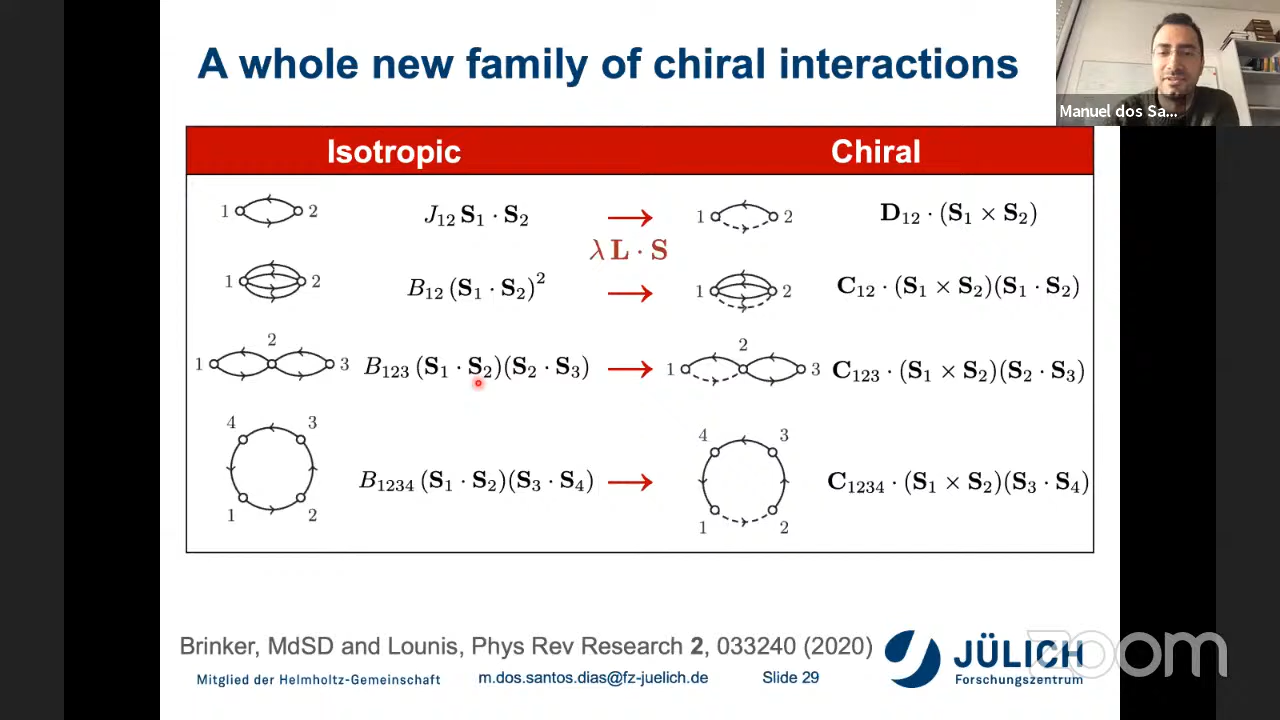 A whole new family of chiral interactions
Manuel dos Sa...
Isotropic Chiral
1 2 J₁₂ S₁ · S₂ → 1 2 D₁₂ · (S₁ × S₂)
λ L · S
1 2 B₁₂ (S₁ · S₂)² → 1 2 C₁₂ · (S₁ × S₂)(S₁ · S₂)
1 2 3 B₁₂₃ (S₁ · S₂)(S₂ · S₃) → 1 2 3 C₁₂₃ · (S₁ × S₂)(S₂ · S₃)
4 3 4 3
B₁₂₃₄ (S₁ · S₂)(S₃ · S₄) → C₁₂₃₄ · (S₁ × S₂)(S₃ · S₄)
1 2 1 2
Brinker, MdSD and Lounis, Phys Rev Research 2, 033240 (2020)
JÜLICH
Forschungszentrum
zoom
Mitglied der Helmholtz-Gemeinschaft m.dos.santos.dias@fz-juelich.de Slide 29